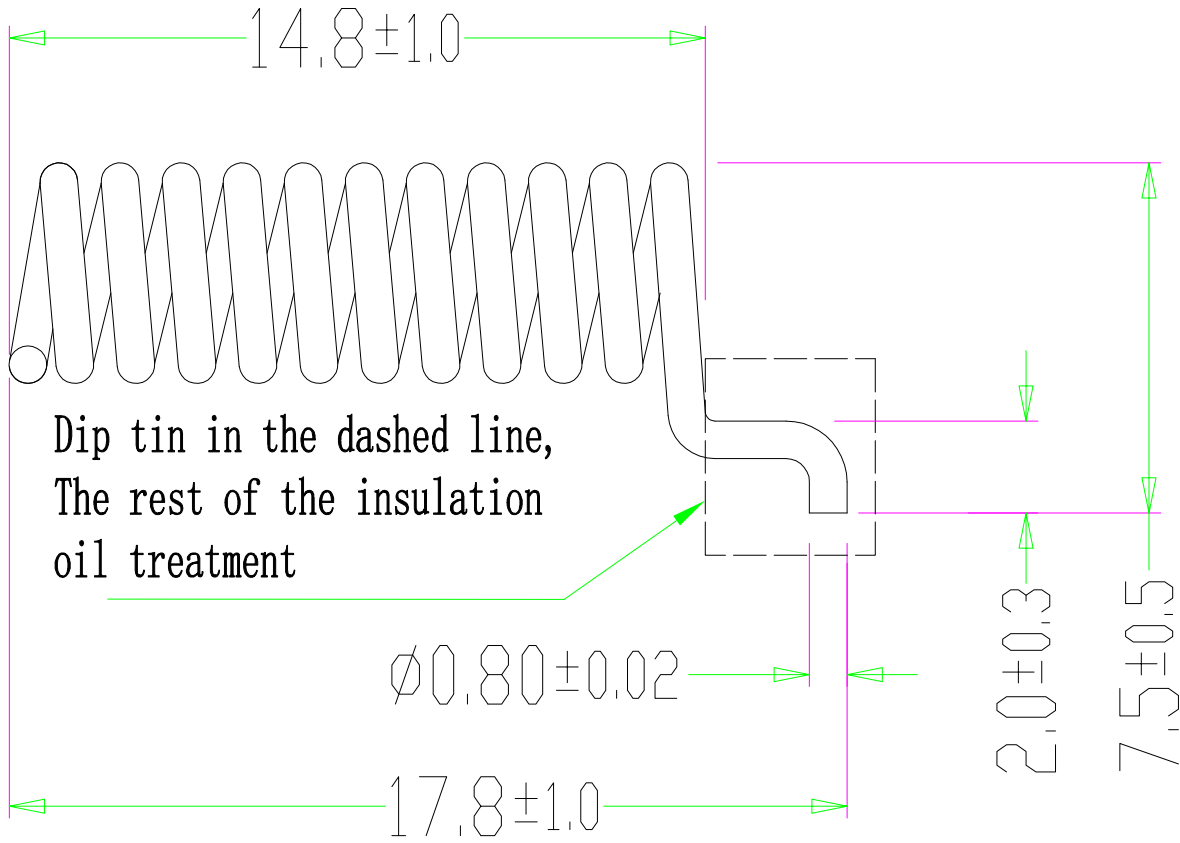 14.8±1.0
Dip tin in the dashed line,
The rest of the insulation
oil treatment
Ø0.80±0.02
2.0±0.3
7.5±0.5
17.8±1.0